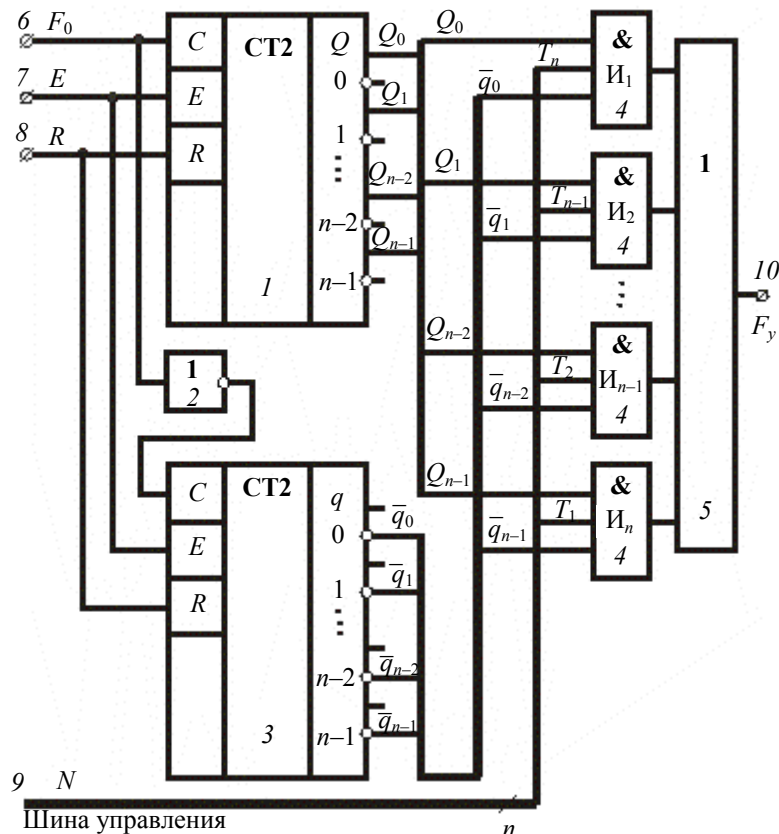 6 F₀
7 E
8 R
C
E
R
CT2
1
Q
0
1
n–2
n–1
Q₀
Q₁
Qₙ₋₂
Qₙ₋₁
Q₀
Tₙ
q̅₀
&
И₁
4
Q₁
Tₙ₋₁
q̅₁
&
И₂
4
Qₙ₋₂
T₂
q̅ₙ₋₂
&
Иₙ₋₁
4
Qₙ₋₁
T₁
q̅ₙ₋₁
&
Иₙ
4
1
5
10
Fᵧ
1
2
C
E
R
CT2
3
q
0
1
n–2
n–1
q̅₀
q̅₁
q̅ₙ₋₂
q̅ₙ₋₁
9 N
Шина управления
n